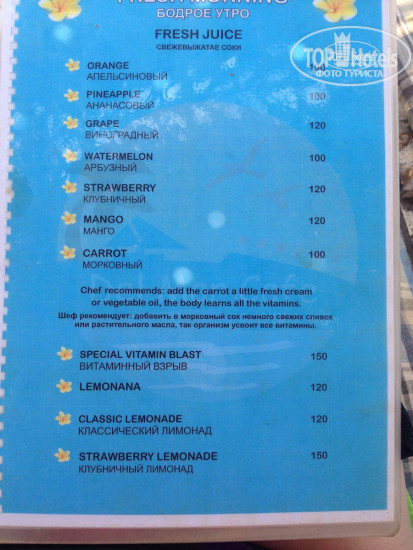 FRESH MORNING
БОДРОЕ УТРО
FRESH JUICE
СВЕЖЕВЫЖАТАЕ СОКИ
TOPHotels
ФОТО ТУРИСТА
ORANGE 100
АПЕЛЬСИНОВЫЙ
PINEAPPLE 100
АНАНАСОВЫЙ
GRAPE 120
ВИНОГРАДНЫЙ
WATERMELON 100
АРБУЗНЫЙ
STRAWBERRY 120
КЛУБНИЧНЫЙ
MANGO 120
МАНГО
CARROT 100
МОРКОВНЫЙ
Chef recommends: add the carrot a little fresh cream
or vegetable oil, the body learns all the vitamins.
Шеф рекомендует: добавить в морковный сок немного свежих сливок
или растительного масла, так организм усвоит все витамины.
SPECIAL VITAMIN BLAST 150
ВИТАМИННЫЙ ВЗРЫВ
LEMONANA 120
CLASSIC LEMONADE 120
КЛАССИЧЕСКИЙ ЛИМОНАД
STRAWBERRY LEMONADE 150
КЛУБНИЧНЫЙ ЛИМОНАД